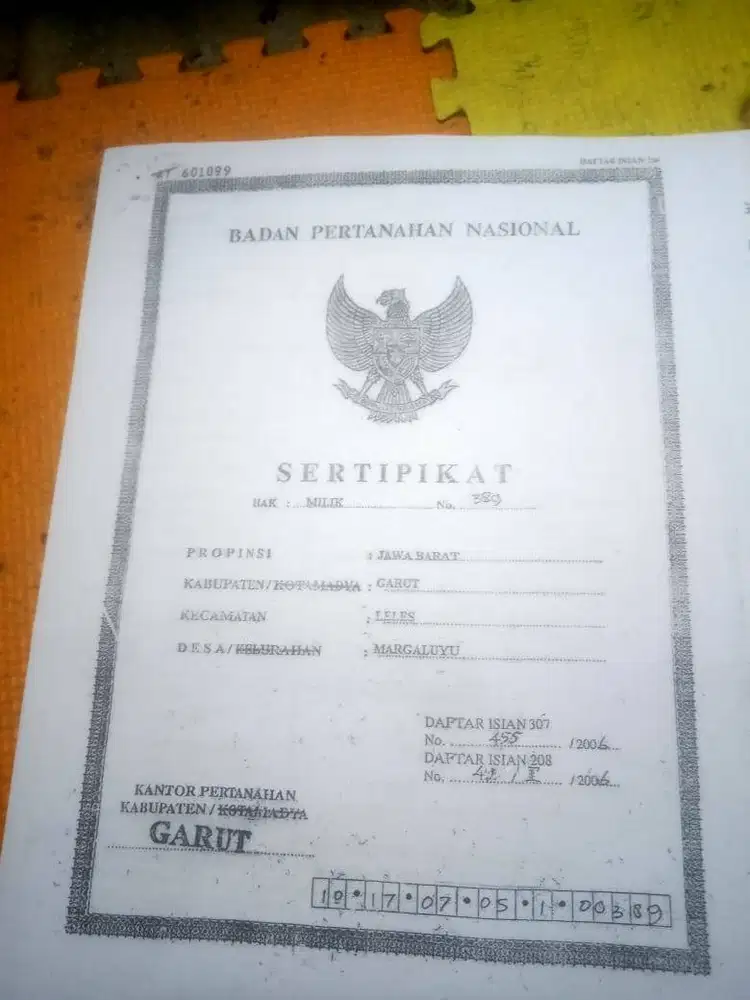 601099
DAFTAR ISIAN
BADAN PERTANAHAN NASIONAL
SERTIPIKAT
HAK : MILIK No. 389
PROPINSI : JAWA BARAT
KABUPATEN/KOTAMADYA : GARUT
KECAMATAN : LELES
DESA/KELURAHAN : MARGALUYU
DAFTAR ISIAN 307
No. 455 /2006
DAFTAR ISIAN 208
No. /2006
KANTOR PERTANAHAN
KABUPATEN / KOTAMADYA
GARUT
10.17.07.05.1.00389